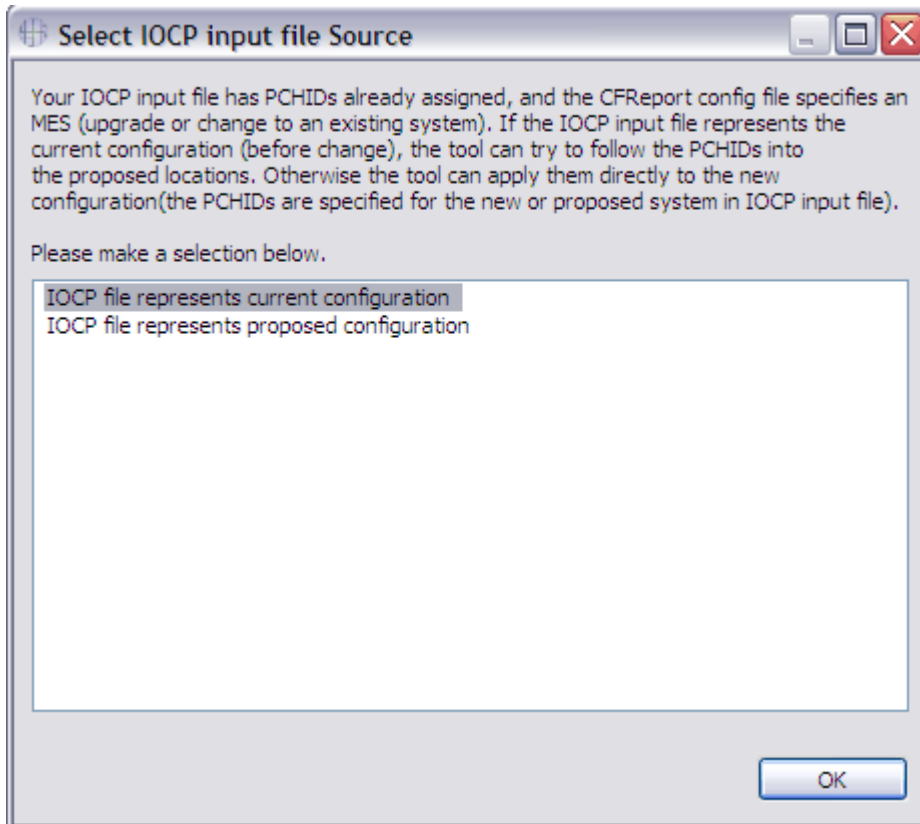 Select IOCP input file Source
Your IOCP input file has PCHIDs already assigned, and the CFReport config file specifies an
MES (upgrade or change to an existing system). If the IOCP input file represents the
current configuration (before change), the tool can try to follow the PCHIDs into
the proposed locations. Otherwise the tool can apply them directly to the new
configuration(the PCHIDs are specified for the new or proposed system in IOCP input file).
Please make a selection below.
IOCP file represents current configuration
IOCP file represents proposed configuration
OK